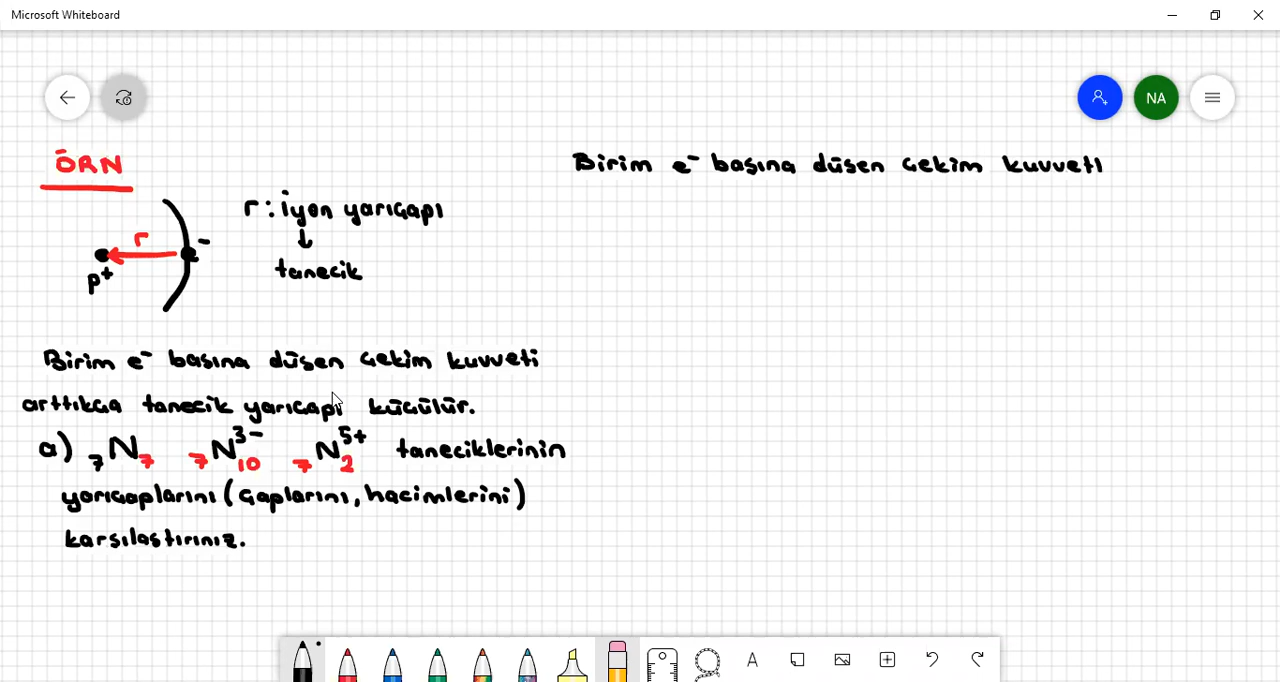 Microsoft Whiteboard
NA
ÖRN
Birim e⁻ başına düşen çekim kuvveti
r : İyon yarıçapı
r
e⁻
p⁺
tanecik
Birim e⁻ başına düşen çekim kuvveti
arttıkça tanecik yarıçapı küçülür.
a) ₇N₇ ₇N³⁻₁₀ ₇N⁵⁺₂ taneciklerinin
yarıçaplarını (çaplarını, hacimlerini)
karşılaştırınız.
A